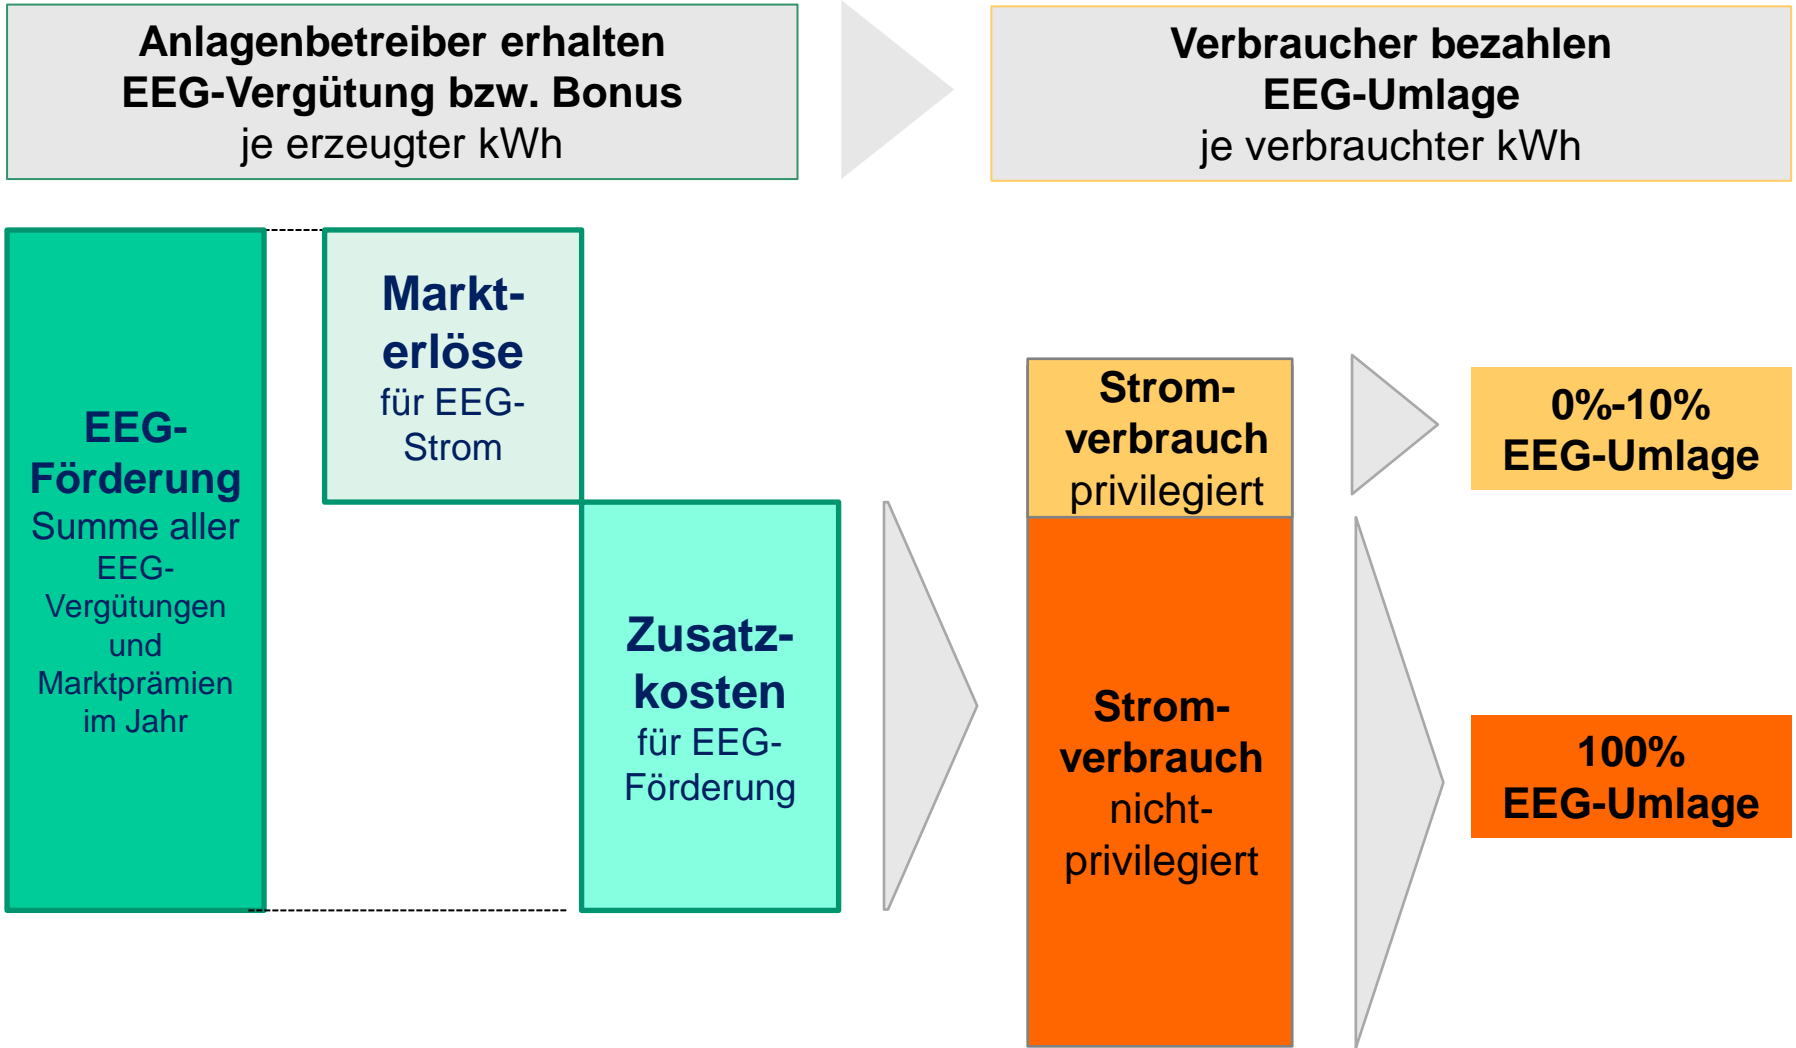 Anlagenbetreiber erhalten
EEG-Vergütung bzw. Bonus
je erzeugter kWh
Verbraucher bezahlen
EEG-Umlage
je verbrauchter kWh
EEG-
Förderung
Summe aller
EEG-
Vergütungen
und
Marktprämien
im Jahr
Markt-
erlöse
für EEG-
Strom
Zusatz-
kosten
für EEG-
Förderung
Strom-
verbrauch
privilegiert
0%-10%
EEG-Umlage
Strom-
verbrauch
nicht-
privilegiert
100%
EEG-Umlage